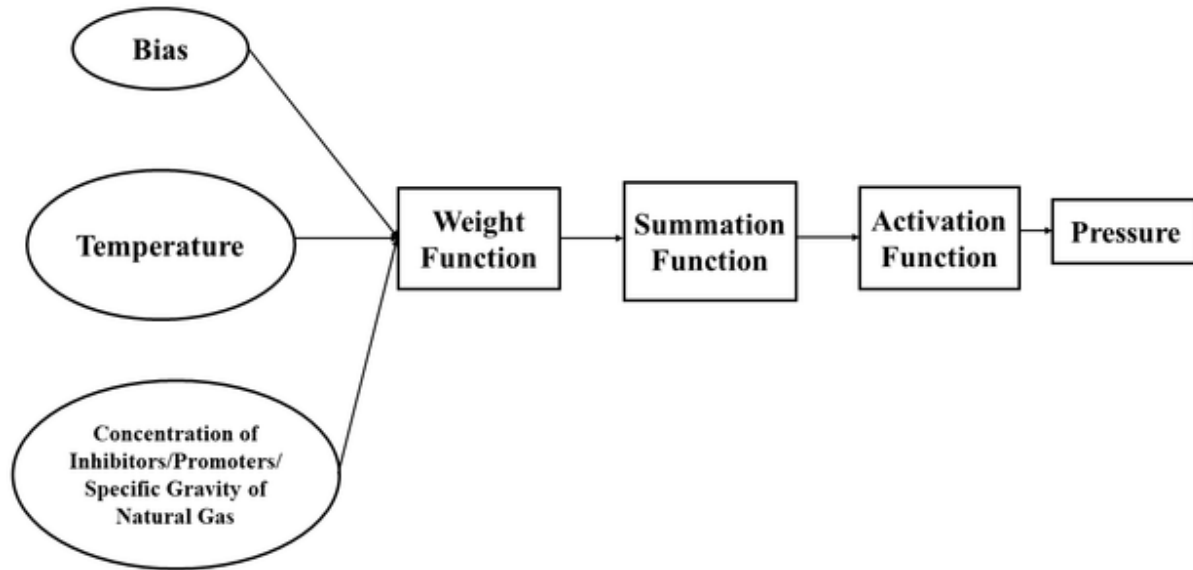 Bias
Temperature
Concentration of
Inhibitors/Promoters/
Specific Gravity of
Natural Gas
Weight
Function
Summation
Function
Activation
Function
Pressure